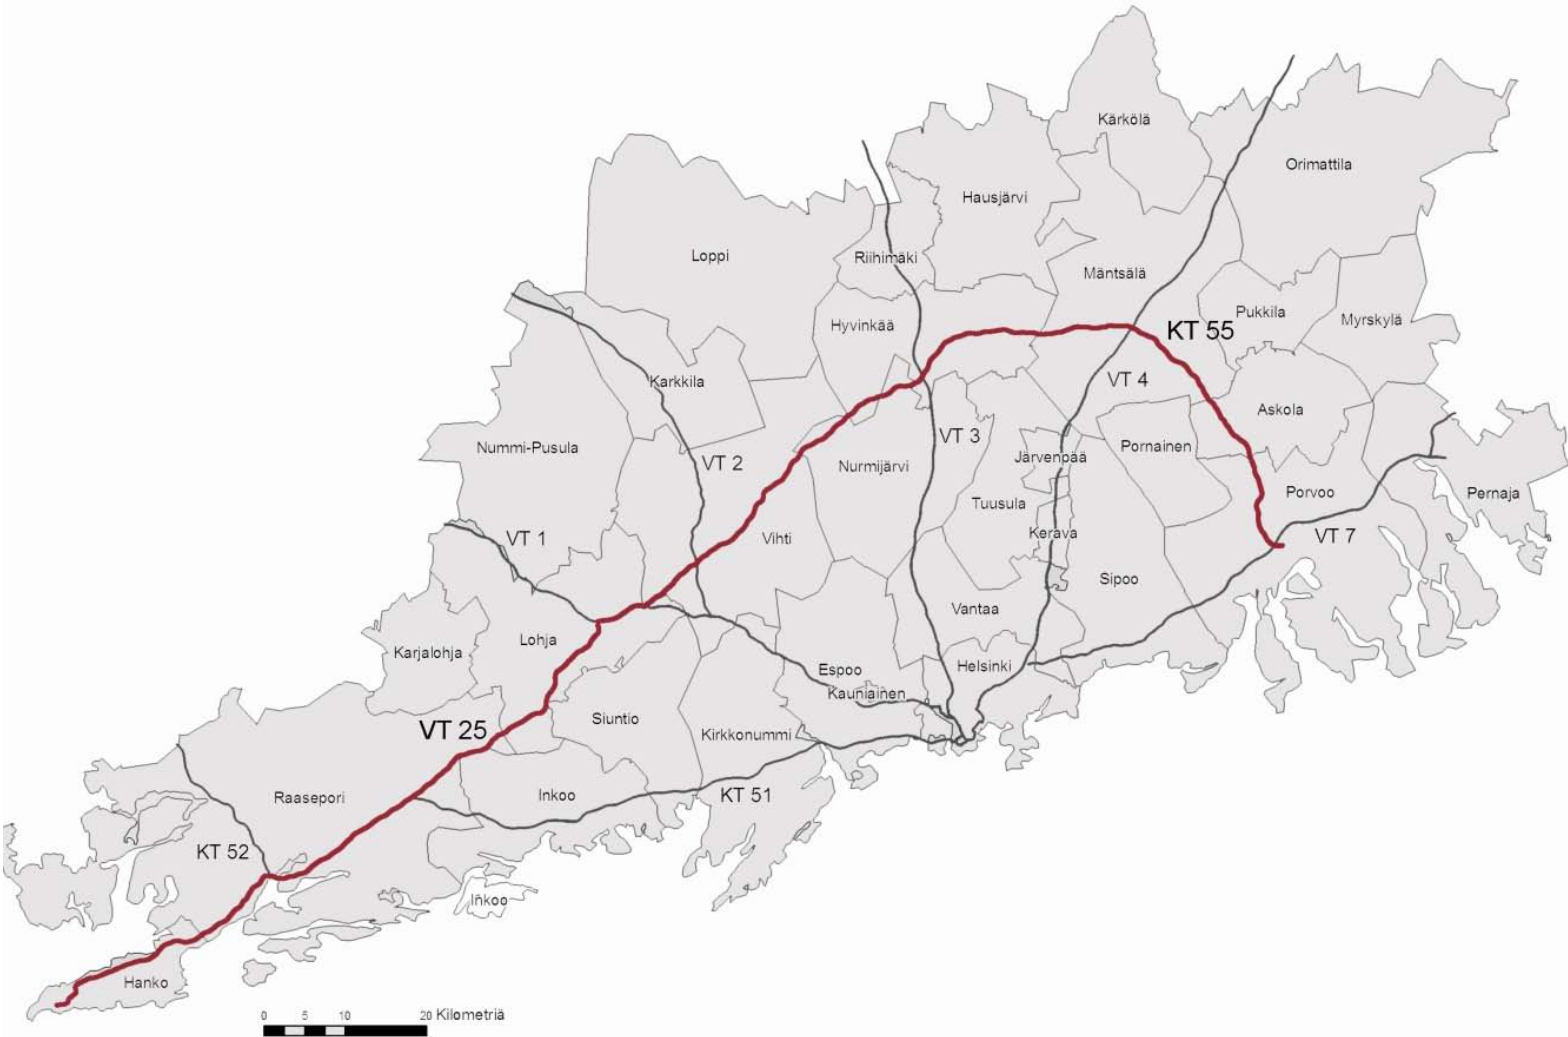 Kärkölä
Orimattila
Hausjärvi
Loppi
Riihimäki
Mäntsälä
Pukkila
Myrskylä
Hyvinkää
KT 55
Karkkila
VT 4
Askola
Nummi-Pusula
VT 2
VT 3
Nurmijärvi
Järvenpää
Pornainen
Porvoo
Pernaja
Tuusula
VT 1
Vihti
Kerava
VT 7
Sipoo
Vantaa
Lohja
Karjalohja
Espoo
Helsinki
Kauniainen
Siuntio
VT 25
Kirkkonummi
Raasepori
Inkoo
KT 51
KT 52
Inkoo
Hanko
0 5 10 20 Kilometriä